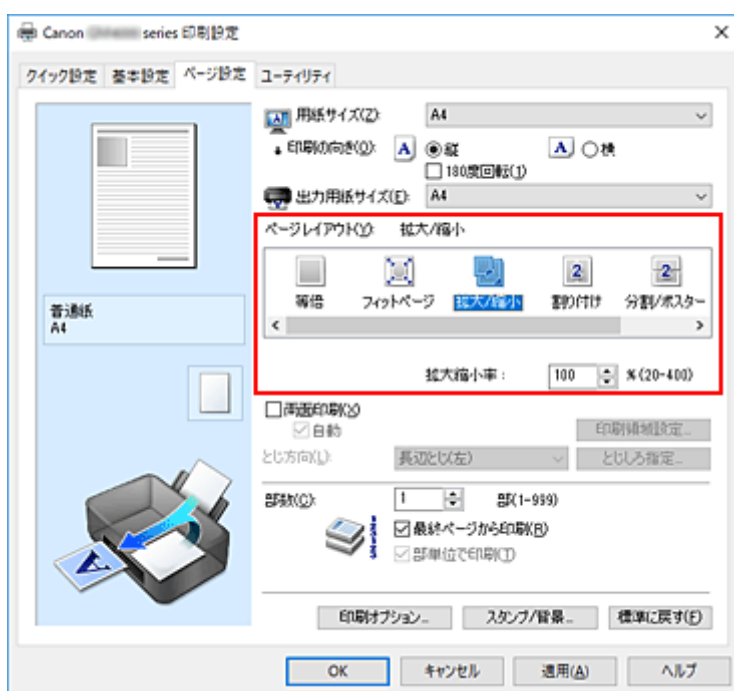 Canon series 印刷設定
クイック設定 基本設定 ページ設定 ユーティリティ
用紙サイズ(Z): A4
印刷の向き(O): A 縦 A 横
180度回転(1)
出力用紙サイズ(E): A4
ページレイアウト(Y): 拡大/縮小
等倍 フィットページ 拡大/縮小 割り付け 分割/ポスター
拡大縮小率: 100 % (20-400)
普通紙
A4
両面印刷(X)
自動
印刷領域設定...
とじ方向(L): 長辺とじ(左) とじしろ指定...
部数(C): 1 部(1-999)
最終ページから印刷(R)
部単位で印刷(T)
印刷オプション... スタンプ/背景... 標準に戻す(F)
OK キャンセル 適用(A) ヘルプ